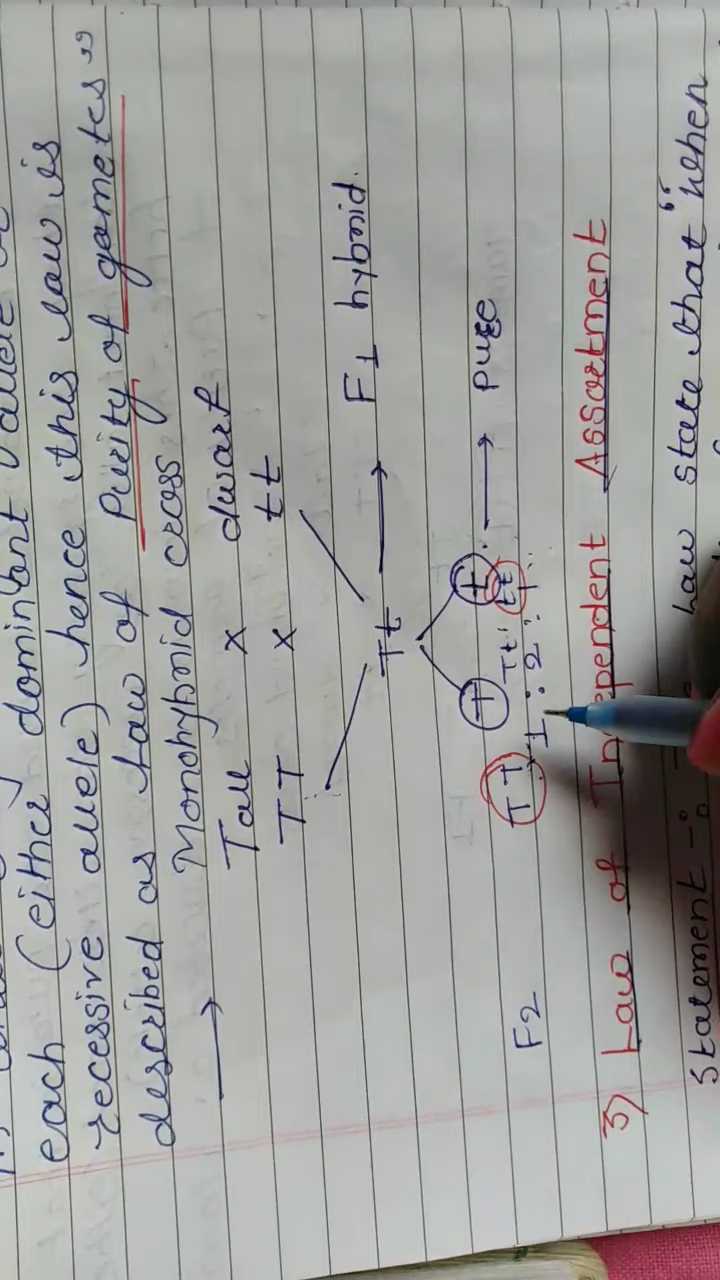 each (either dominant allele or
recessive allele) hence this law is
described as Law of Purity of gametes"
→ Monohybrid cross
Tall × dwarf
TT × tt
Tt → F1 hybrid.
T t → pure
F2 TT Tt tt
1 : 2 : 1
3) Law of Independent Assortment
Statement -: Law state that "when